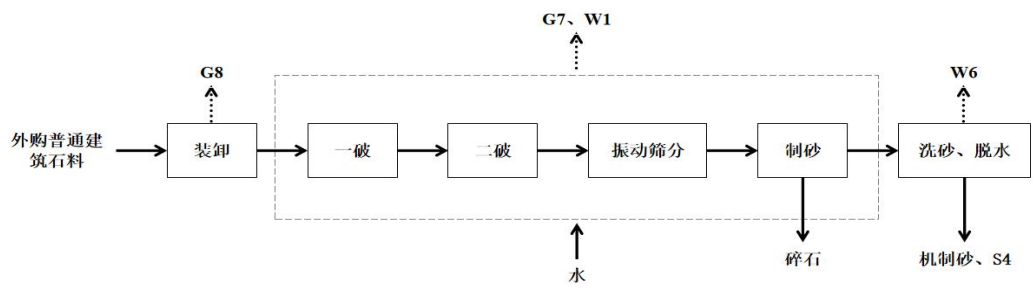 G7、W1
G8
W6
外购普通建
筑石料
装卸
一破
二破
振动筛分
制砂
洗砂、脱水
水
碎石
机制砂、S4